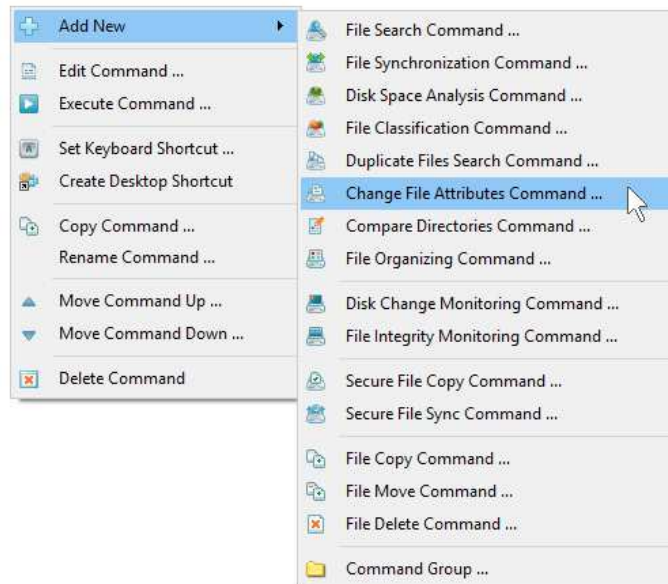 Add New
Edit Command ...
Execute Command ...
Set Keyboard Shortcut ...
Create Desktop Shortcut
Copy Command ...
Rename Command ...
Move Command Up ...
Move Command Down ...
Delete Command
File Search Command ...
File Synchronization Command ...
Disk Space Analysis Command ...
File Classification Command ...
Duplicate Files Search Command ...
Change File Attributes Command ...
Compare Directories Command ...
File Organizing Command ...
Disk Change Monitoring Command ...
File Integrity Monitoring Command ...
Secure File Copy Command ...
Secure File Sync Command ...
File Copy Command ...
File Move Command ...
File Delete Command ...
Command Group ...